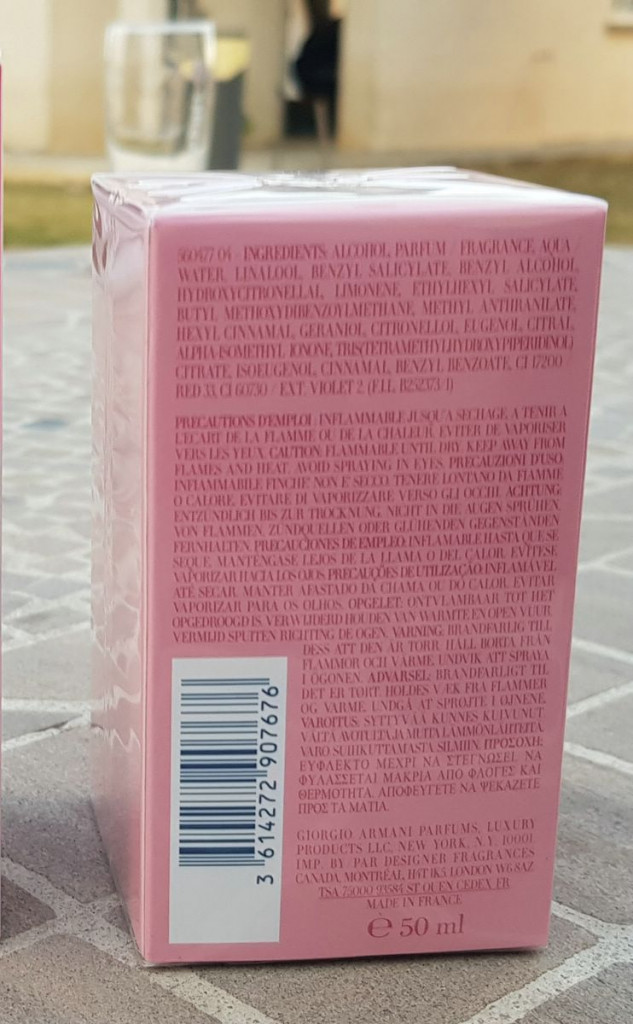 560477 04 - INGREDIENTS: ALCOHOL, PARFUM / FRAGRANCE, AQUA /
WATER, LINALOOL, BENZYL SALICYLATE, BENZYL ALCOHOL,
HYDROXYCITRONELLAL, LIMONENE, ETHYLHEXYL SALICYLATE,
BUTYL METHOXYDIBENZOYLMETHANE, METHYL ANTHRANILATE,
HEXYL CINNAMAL, GERANIOL, CITRONELLOL, EUGENOL, CITRAL,
ALPHA-ISOMETHYL IONONE, TRIS(TETRAMETHYLHYDROXYPIPERIDINOL)
CITRATE, ISOEUGENOL, CINNAMAL, BENZYL BENZOATE, CI 17200 /
RED 33, CI 60730 / EXT. VIOLET 2. (F.I.L. B252373/1)
PRECAUTIONS D'EMPLOI: INFLAMMABLE JUSQU'A SECHAGE. A TENIR A
L'ECART DE LA FLAMME OU DE LA CHALEUR. EVITER DE VAPORISER
VERS LES YEUX. CAUTION: FLAMMABLE UNTIL DRY. KEEP AWAY FROM
FLAMES AND HEAT. AVOID SPRAYING IN EYES. PRECAUZIONI D'USO:
INFIAMMABILE FINCHE' NON E' SECCO. TENERE LONTANO DA FIAMME
O CALORE. EVITARE DI VAPORIZZARE VERSO GLI OCCHI. ACHTUNG:
ENTZÜNDLICH BIS ZUR TROCKNUNG. NICHT IN DIE AUGEN SPRÜHEN.
VON FLAMMEN, ZÜNDQUELLEN ODER GLÜHENDEN GEGENSTANDEN
FERNHALTEN. PRECAUCIONES DE EMPLEO: INFLAMABLE HASTA QUE SE
SEQUE. MANTÉNGASE LEJOS DE LA LLAMA O DEL CALOR. EVÍTESE
VAPORIZAR HACIA LOS OJOS. PRECAUÇÕES DE UTILIZAÇÃO: INFLAMÁVEL
ATÉ SECAR. MANTER AFASTADO DA CHAMA OU DO CALOR. EVITAR
VAPORIZAR PARA OS OLHOS. OPGELET: ONTVLAMBAAR TOT HET
OPGEDROOGD IS. VERWIJDERD HOUDEN VAN WARMTE EN OPEN VUUR.
VERMIJD SPUITEN RICHTING DE OGEN. VARNING: BRANDFARLIG TILL
DESS ATT DEN ÄR TORR. HÅLL BORTA FRÅN
FLAMMOR OCH VÄRME. UNDVIK ATT SPRAYA
I ÖGONEN. ADVARSEL: BRANDFARLIGT TIL
DET ER TØRT. HOLDES VÆK FRA FLAMMER
OG VARME. UNDGÅ AT SPRØJTE I ØJNENE.
VAROITUS: SYTTYVÄÄ KUNNES KUIVUNUT.
VÄLTÄ AVOTULTA JA MUITA LÄMMÖNLÄHTEITÄ.
VARO SUIHKUTTAMASTA SILMIIN. ΠΡΟΣΟΧΗ:
ΕΥΦΛΕΚΤΟ ΜΕΧΡΙ ΝΑ ΣΤΕΓΝΩΣΕΙ. ΝΑ
ΦΥΛΑΣΣΕΤΑΙ ΜΑΚΡΙΑ ΑΠΟ ΦΛΟΓΕΣ ΚΑΙ
ΘΕΡΜΟΤΗΤΑ. ΑΠΟΦΕΥΓΕΤΕ ΝΑ ΨΕΚΑΖΕΤΕ
ΠΡΟΣ ΤΑ ΜΑΤΙΑ.
3 614272 907676
GIORGIO ARMANI PARFUMS, LUXURY
PRODUCTS LLC, NEW YORK, N.Y. 10001
IMP. BY PAR DESIGNER FRAGRANCES
CANADA, MONTRÉAL, H4T 1K5 LONDON W6 8AZ
TSA 75000 - 93584 ST OUEN CEDEX FR
MADE IN FRANCE
℮ 50 ml